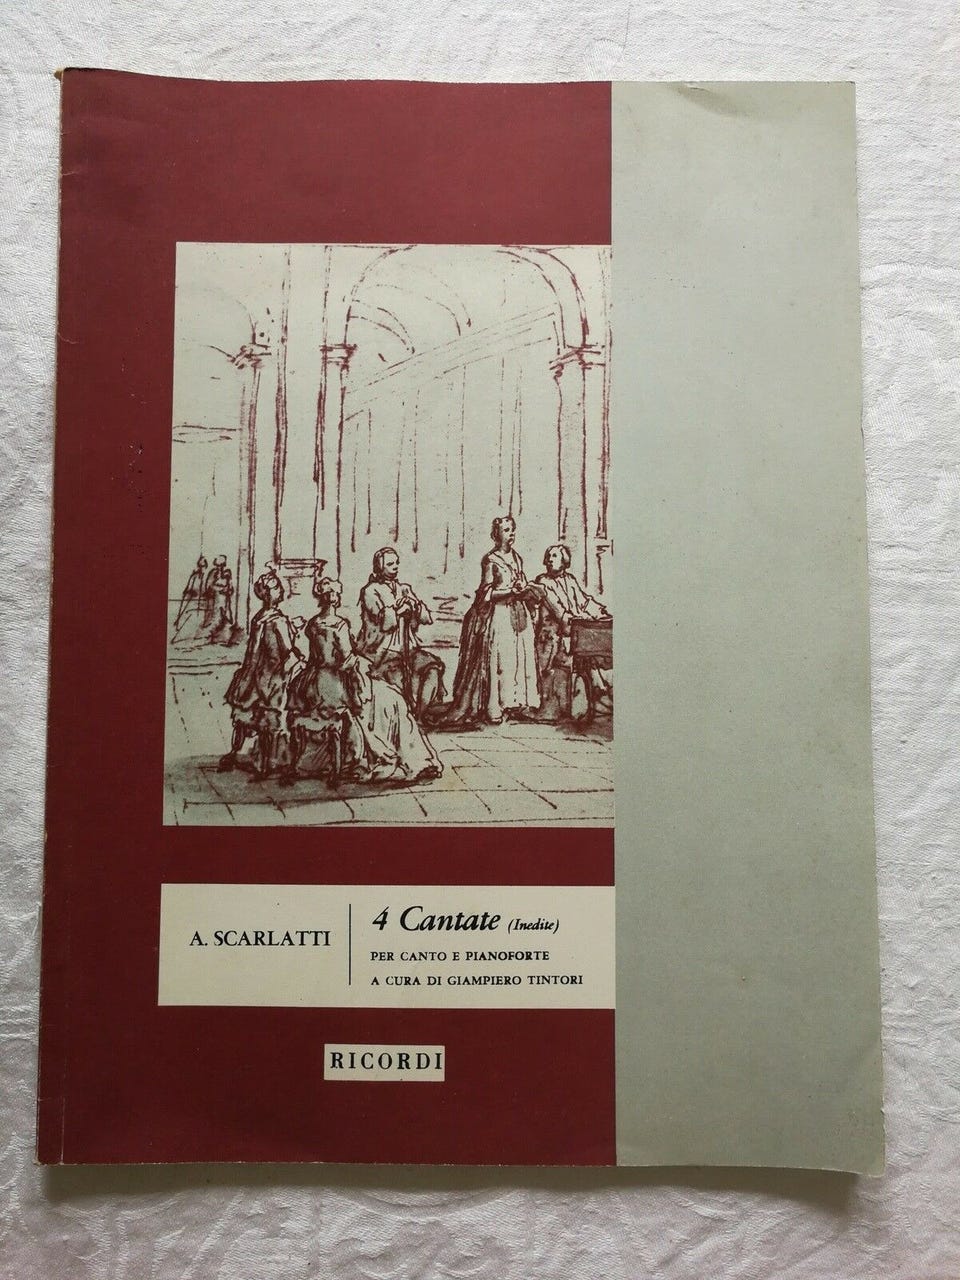 A. SCARLATTI
4 Cantate (Inedite)
PER CANTO E PIANOFORTE
A CURA DI GIAMPIERO TINTORI
RICORDI